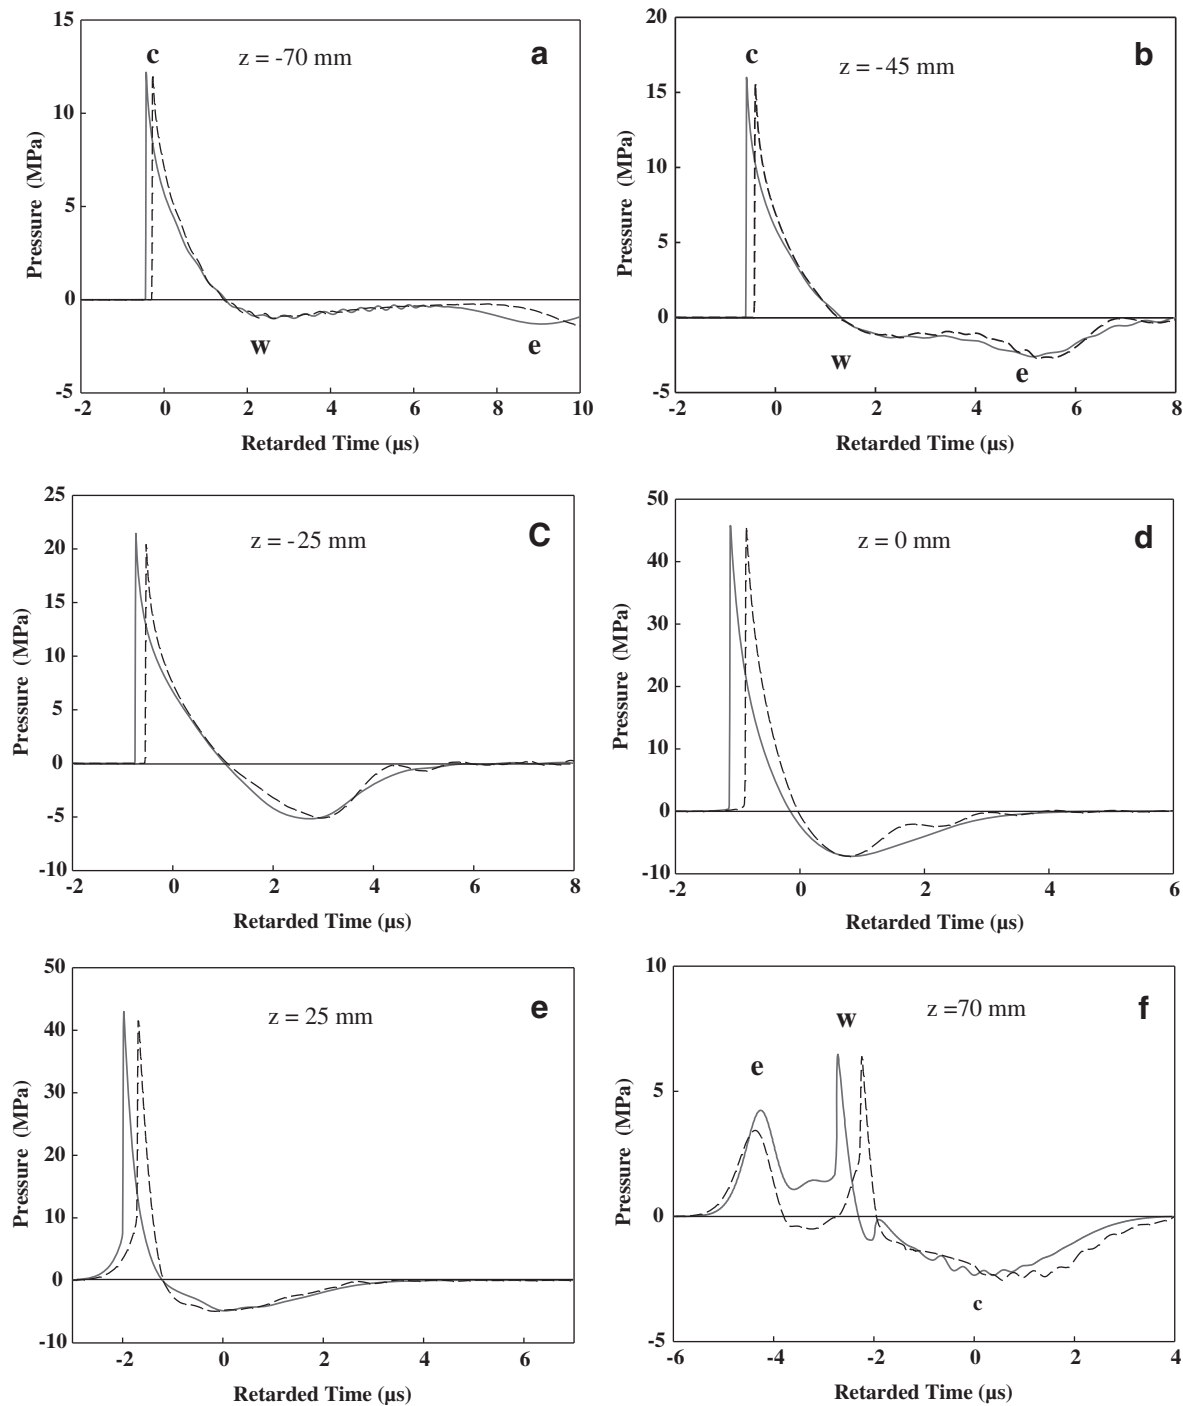 15
10
5
0
-5
Pressure (MPa)
c
z = -70 mm
a
w
e
-2
0
2
4
6
8
10
Retarded Time (µs)
20
15
10
5
0
-5
Pressure (MPa)
c
z = -45 mm
b
w
e
-2
0
2
4
6
8
Retarded Time (µs)
25
20
15
10
5
0
-5
-10
Pressure (MPa)
z = -25 mm
C
-2
0
2
4
6
8
Retarded Time (µs)
50
40
30
20
10
0
-10
Pressure (MPa)
z = 0 mm
d
-2
0
2
4
6
Retarded Time (µs)
50
40
30
20
10
0
-10
Pressure (MPa)
z = 25 mm
e
-2
0
2
4
6
Retarded Time (µs)
10
5
0
-5
Pressure (MPa)
e
w
z =70 mm
f
c
-6
-4
-2
0
2
4
Retarded Time (µs)